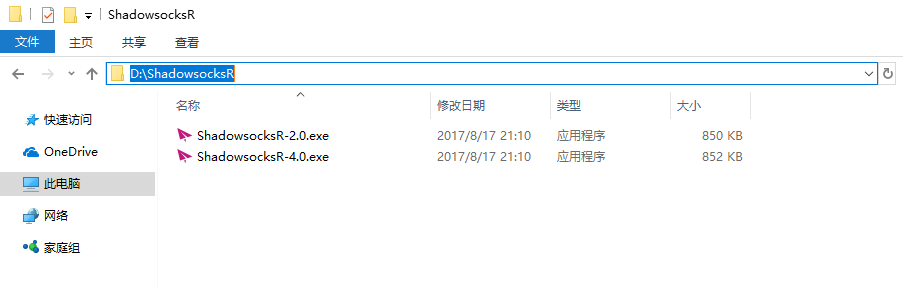 ShadowsocksR
文件 主页 共享 查看
D:\ShadowsocksR
名称 修改日期 类型 大小
快速访问
OneDrive
此电脑
网络
家庭组
ShadowsocksR-2.0.exe 2017/8/17 21:10 应用程序 850 KB
ShadowsocksR-4.0.exe 2017/8/17 21:10 应用程序 852 KB